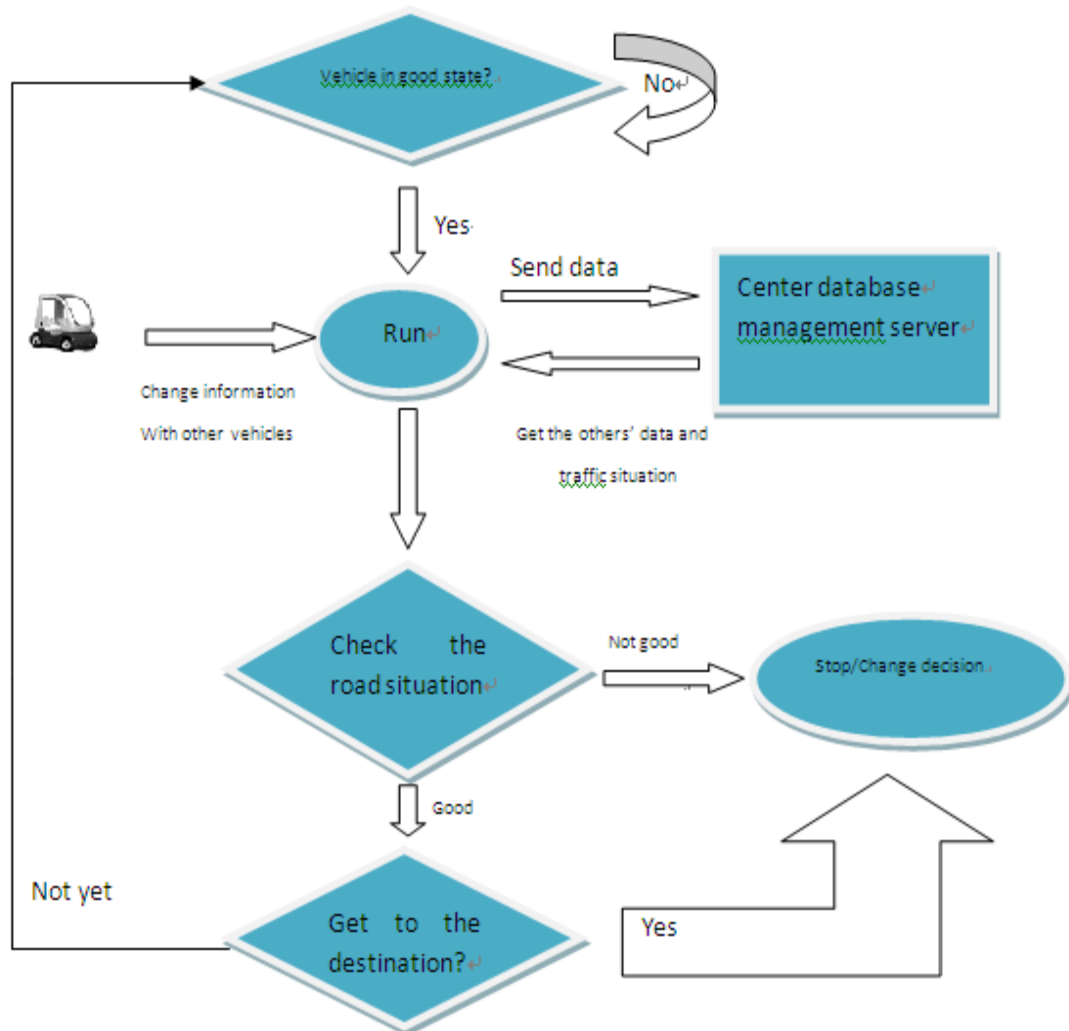 Vehicle in good state?
No
Yes
Send data
Center database
management server
Run
Change information
With other vehicles
Get the others' data and
traffic situation
Check the
road situation
Not good
Stop/Change decision
Good
Not yet
Get to the
destination?
Yes